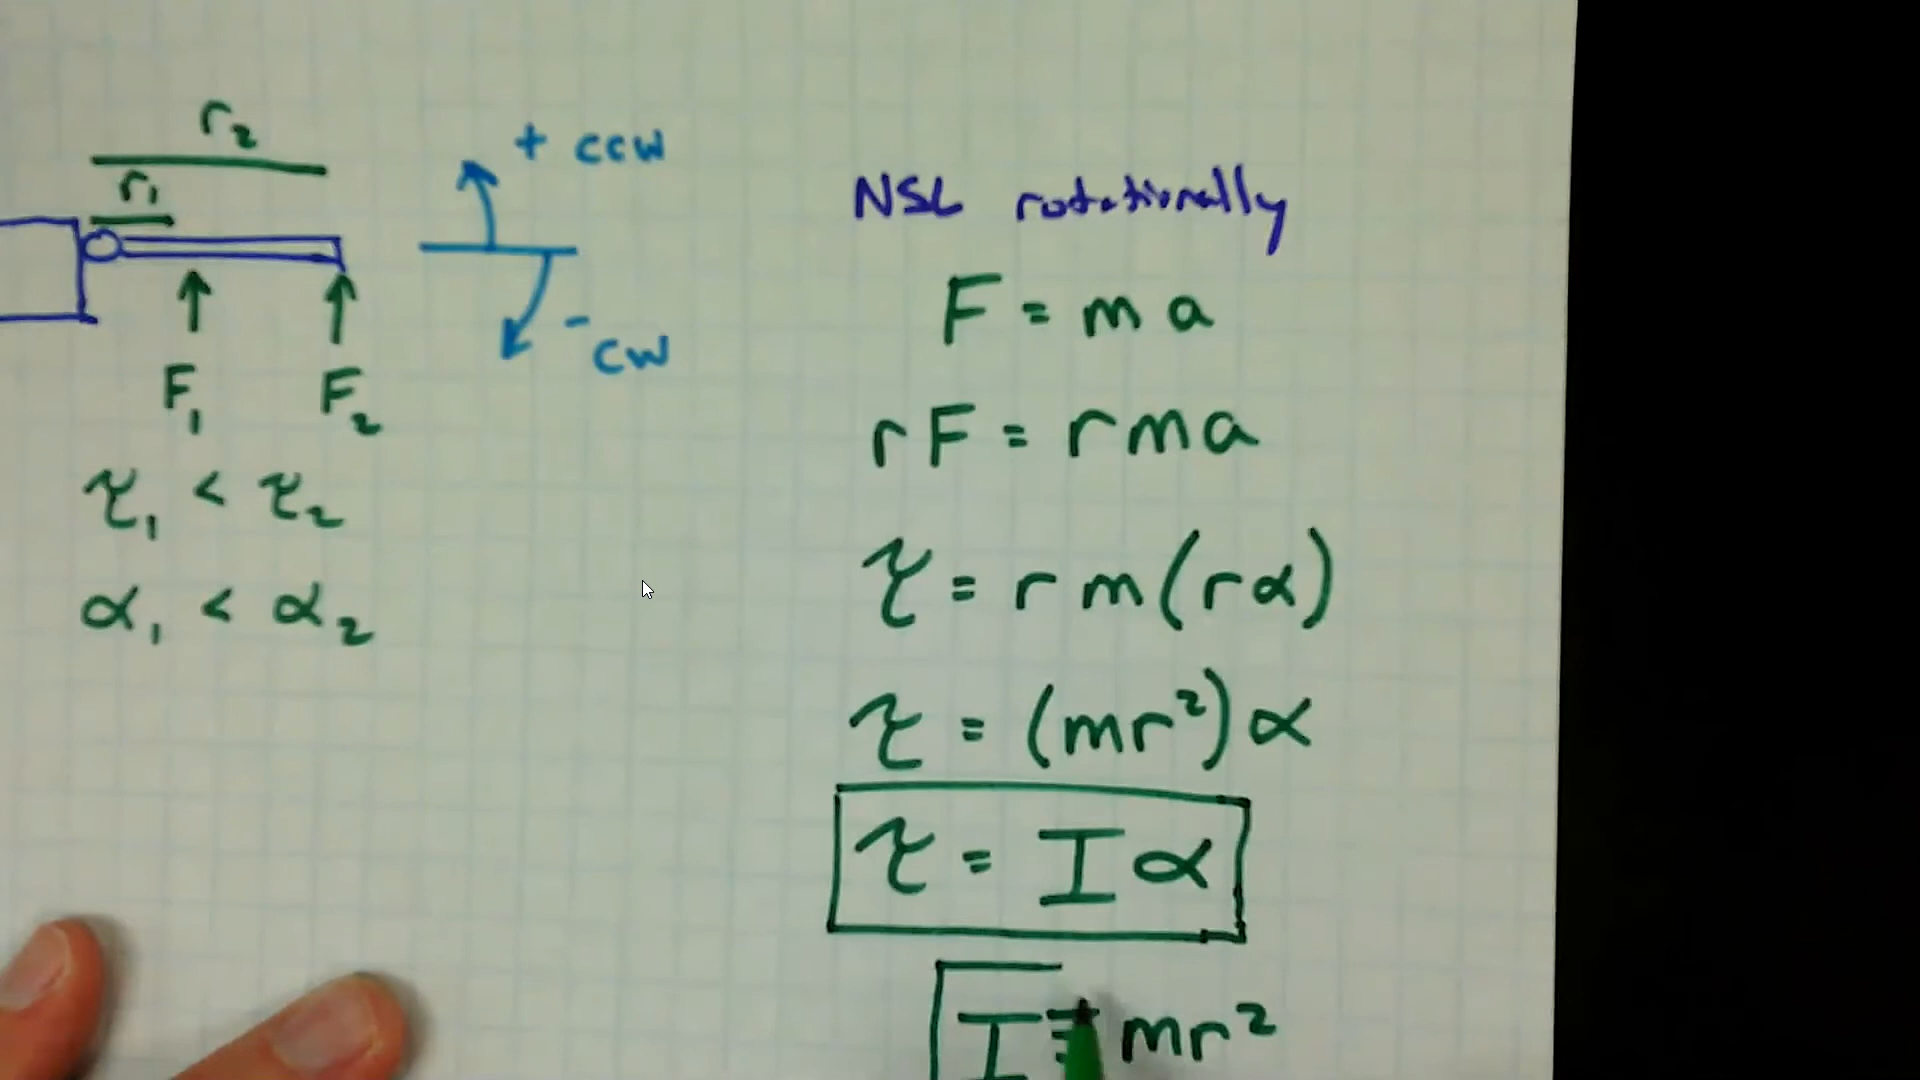 r₂
r₁
+ ccw
- cw
F₁ F₂
τ₁ < τ₂
α₁ < α₂
NSL rotationally
F = ma
rF = rma
τ = rm(rα)
τ = (mr²)α
τ = Iα
I = mr²